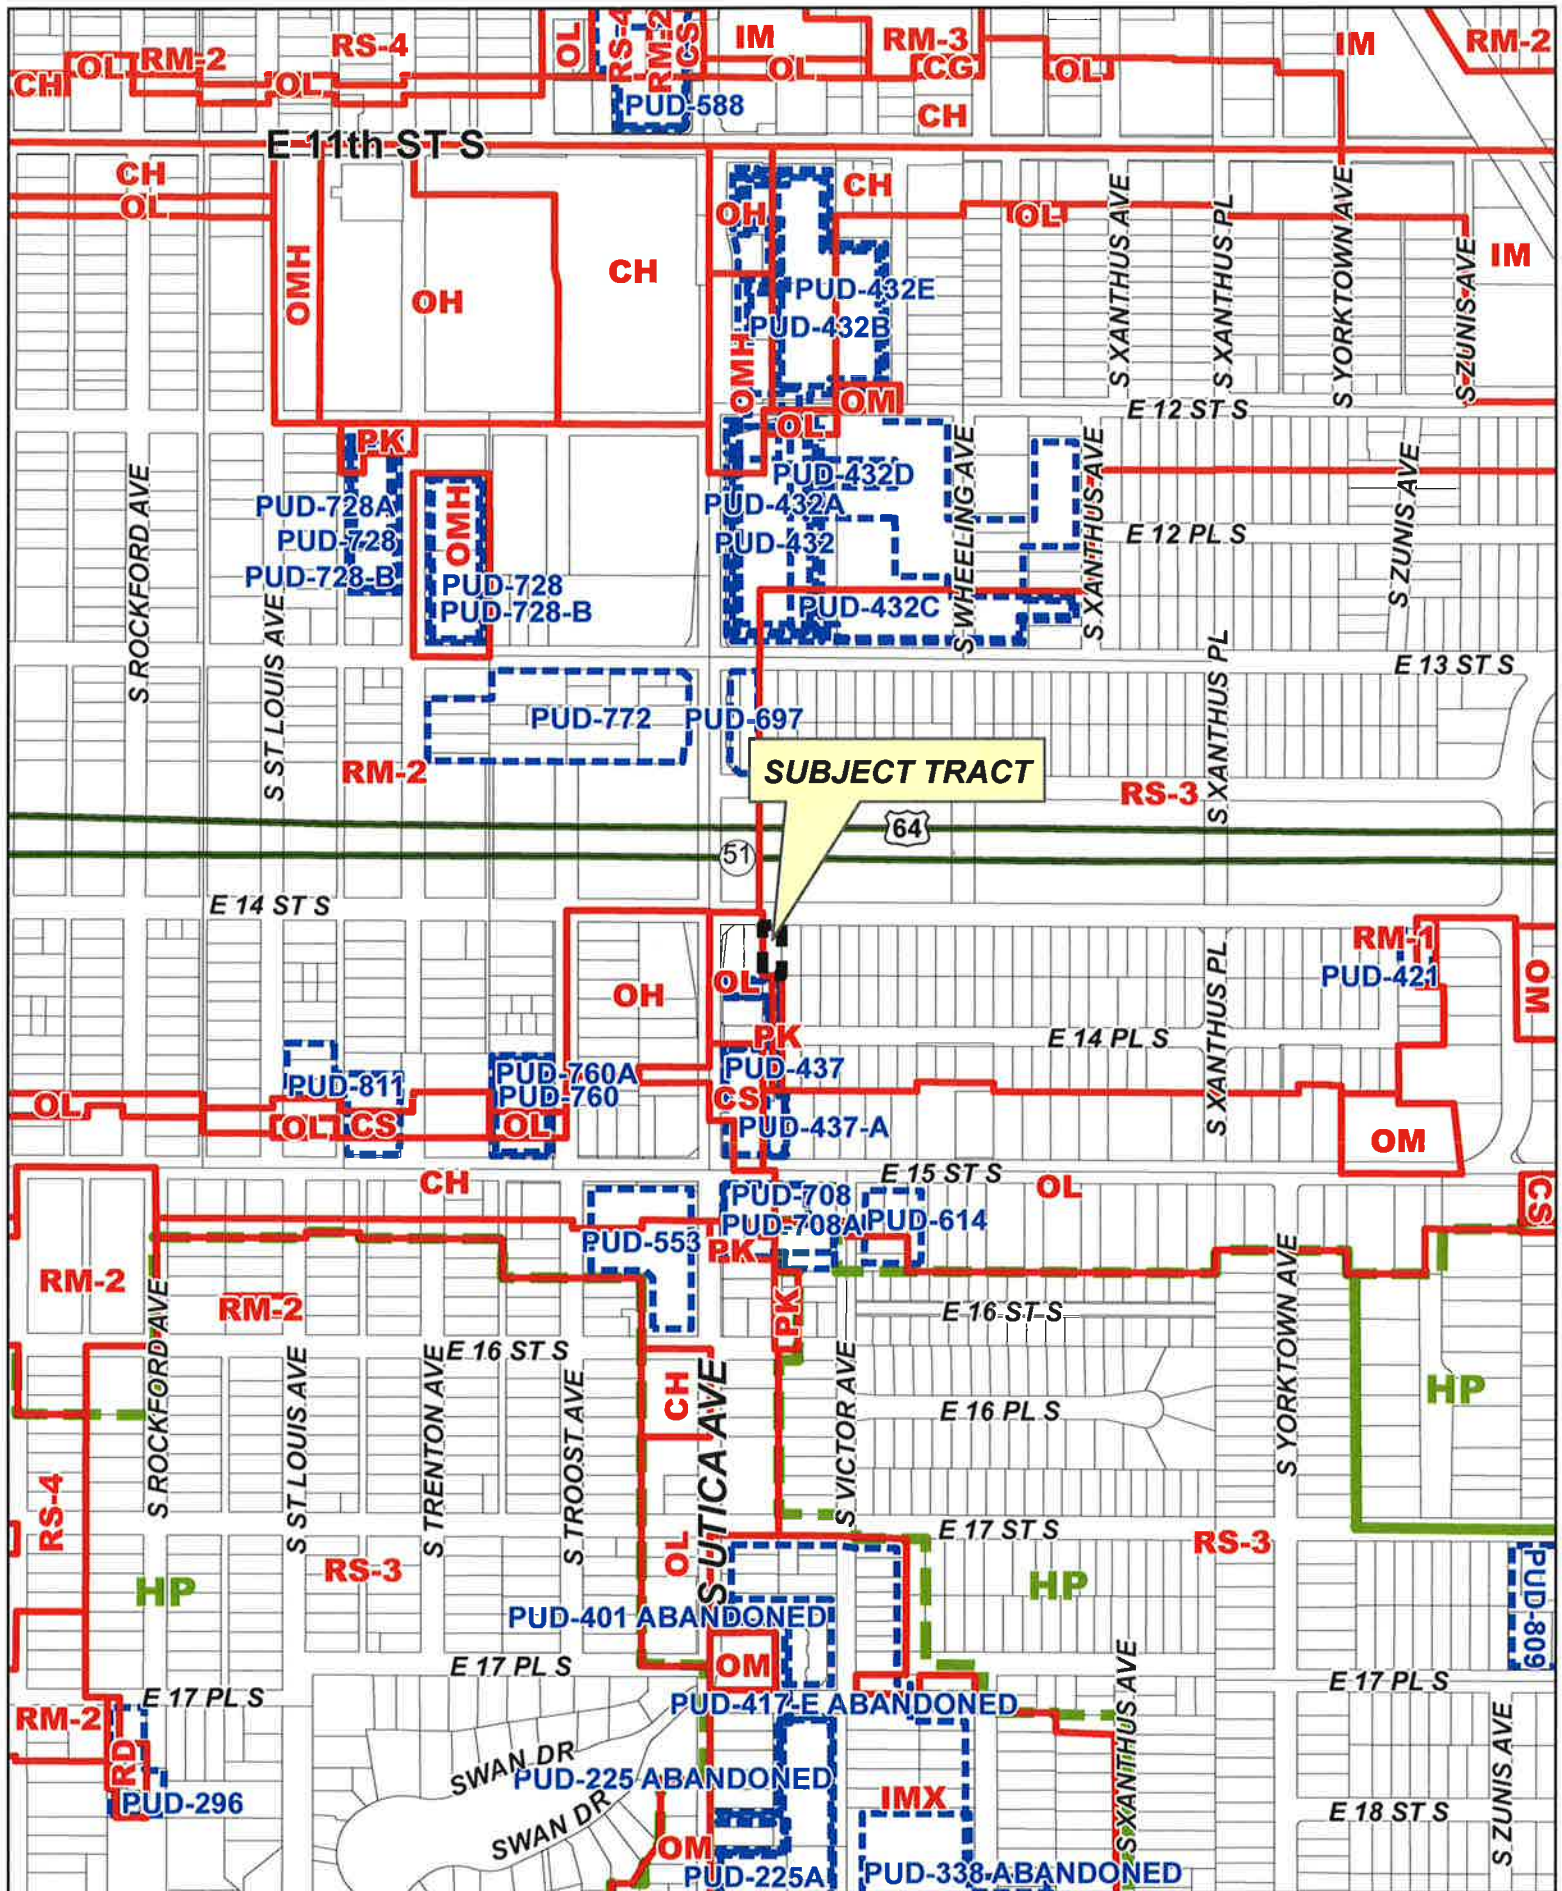 RS-4
RM-2
CS
OL
IM
RM-3
IM
RM-2
RS-4
RM-2
OL
CH
OL
OL
CG
OL
PUD-588
CH
E 11th ST S
CH
OL
CH
OH
OL
IM
OMH
OH
CH
PUD-432E
PUD-432B
OMH
OM
OL
S XANTHUS AVE
S XANTHUS PL
S YORKTOWN AVE
S ZUNIS AVE
E 12 ST S
PK
PUD-728A
PUD-728
PUD-728-B
OMH
PUD-728
PUD-728-B
PUD-432D
PUD-432A
PUD-432
PUD-432C
S WHEELING AVE
S XANTHUS AVE
E 12 PL S
S ZUNIS AVE
S ROCKFORD AVE
S ST LOUIS AVE
E 13 ST S
S XANTHUS PL
PUD-772
PUD-697
RM-2
SUBJECT TRACT
RS-3
64
51
E 14 ST S
OH
OL
PK
RM-1
PUD-421
OM
E 14 PL S
S XANTHUS PL
PUD-811
PUD-760A
PUD-760
PUD-437
CS
PUD-437-A
OL
OL
CS
OL
OM
CH
E 15 ST S
OL
CS
PUD-708
PUD-708A
PUD-614
PUD-553
PK
RM-2
RM-2
PK
E 16 ST S
E 16 ST S
S ROCKFORD AVE
S ST LOUIS AVE
S TRENTON AVE
S TROOST AVE
CH
S UTICA AVE
S VICTOR AVE
E 16 PL S
S YORKTOWN AVE
HP
RS-4
OL
E 17 ST S
RS-3
RS-3
HP
HP
PUD-809
PUD-401 ABANDONED
E 17 PL S
OM
E 17 PL S
E 17 PL S
RM-2
RD
PUD-417-E ABANDONED
S XANTHUS AVE
S ZUNIS AVE
SWAN DR
PUD-225 ABANDONED
PUD-296
IMX
E 18 ST S
SWAN DR
OM
PUD-225A
PUD-338 ABANDONED